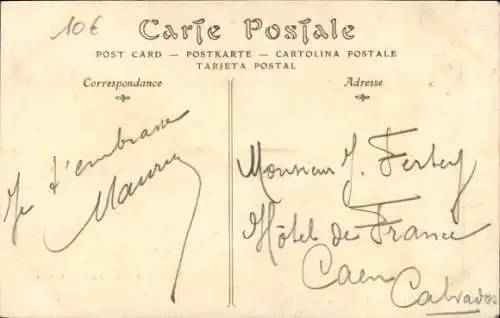 10€
Carte Postale
POST CARD — POSTKARTE — CARTOLINA POSTALE
TARJETA POSTAL
Correspondance
Adresse
Je t'embrasse
Maurice
Monsieur J. Fertey
Hôtel de France
Caen
Calvados